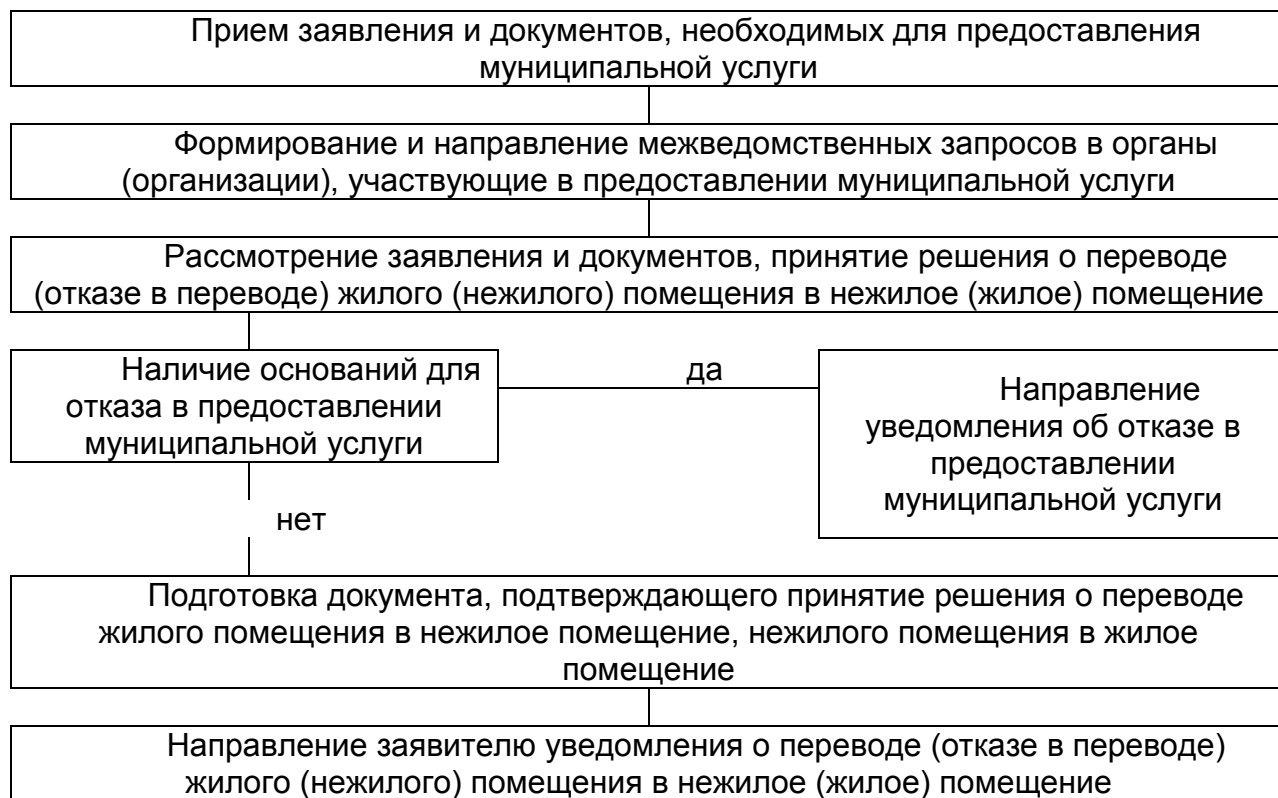 Прием заявления и документов, необходимых для предоставления
муниципальной услуги
Формирование и направление межведомственных запросов в органы
(организации), участвующие в предоставлении муниципальной услуги
Рассмотрение заявления и документов, принятие решения о переводе
(отказе в переводе) жилого (нежилого) помещения в нежилое (жилое) помещение
Наличие оснований для
отказа в предоставлении
муниципальной услуги
да
Направление
уведомления об отказе в
предоставлении
муниципальной услуги
нет
Подготовка документа, подтверждающего принятие решения о переводе
жилого помещения в нежилое помещение, нежилого помещения в жилое
помещение
Направление заявителю уведомления о переводе (отказе в переводе)
жилого (нежилого) помещения в нежилое (жилое) помещение